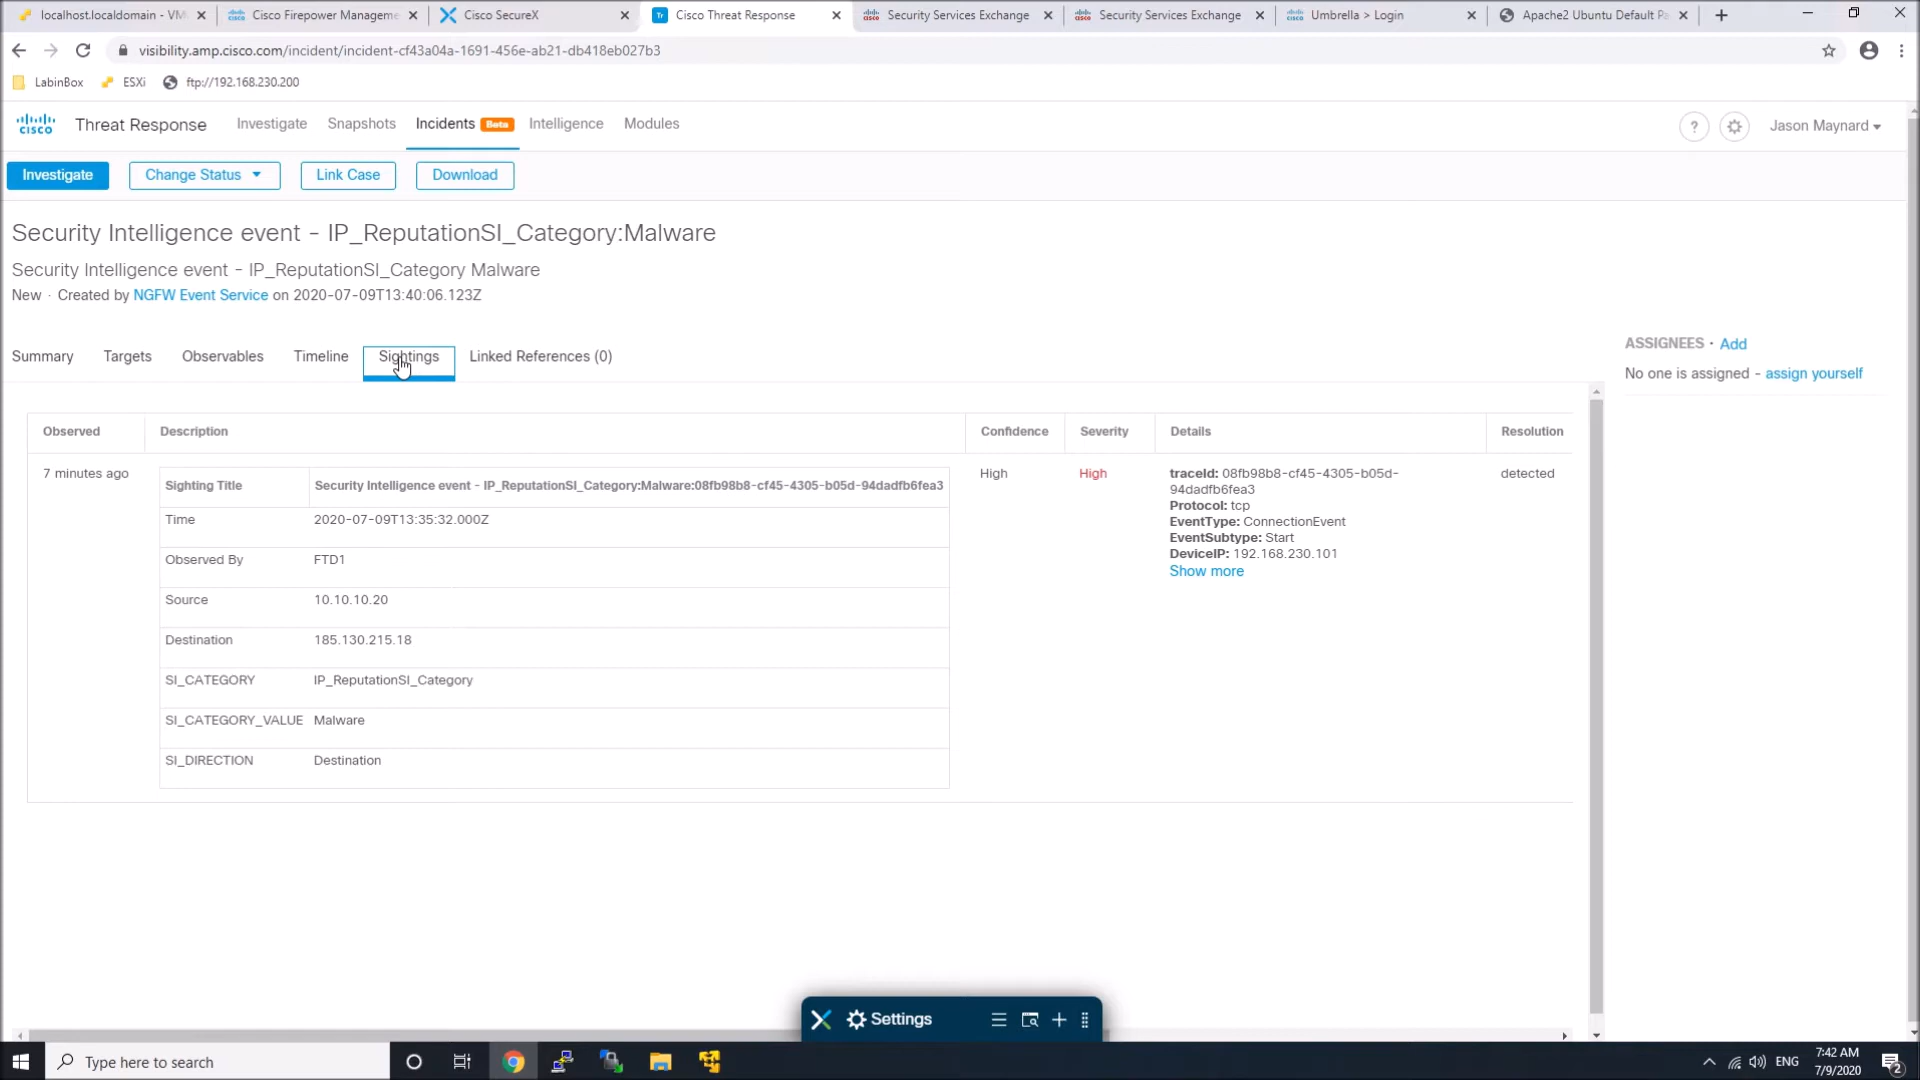 localhost.localdomain - VM
Cisco Firepower Manageme
Cisco SecureX
Tr Cisco Threat Response
Security Services Exchange
Security Services Exchange
Umbrella > Login
Apache2 Ubuntu Default Pa
visibility.amp.cisco.com/incident/incident-cf43a04a-1691-456e-ab21-db418eb027b3
LabinBox
ESXi
ftp://192.168.230.200
CISCO
Threat Response
Investigate
Snapshots
Incidents Beta
Intelligence
Modules
?
Jason Maynard
Investigate
Change Status
Link Case
Download
Security Intelligence event - IP_ReputationSI_Category:Malware
Security Intelligence event - IP_ReputationSI_Category Malware
New · Created by NGFW Event Service on 2020-07-09T13:40:06.123Z
Summary
Targets
Observables
Timeline
Sightings
Linked References (0)
ASSIGNEES · Add
No one is assigned - assign yourself
Observed
Description
Confidence
Severity
Details
Resolution
7 minutes ago
Sighting Title Security Intelligence event - IP_ReputationSI_Category:Malware:08fb98b8-cf45-4305-b05d-94dadfb6fea3
Time 2020-07-09T13:35:32.000Z
Observed By FTD1
Source 10.10.10.20
Destination 185.130.215.18
SI_CATEGORY IP_ReputationSI_Category
SI_CATEGORY_VALUE Malware
SI_DIRECTION Destination
High
High
traceId: 08fb98b8-cf45-4305-b05d-
94dadfb6fea3
Protocol: tcp
EventType: ConnectionEvent
EventSubtype: Start
DeviceIP: 192.168.230.101
Show more
detected
Settings
Type here to search
ENG
7:42 AM
7/9/2020
2